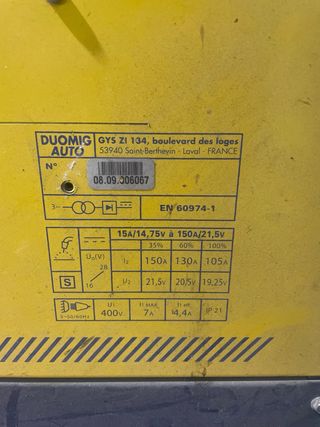 DUOMIG AUTO
GYS ZI 134, boulevard des loges
53940 Saint-Berthevin - Laval - FRANCE
N°
08.09.006067
3~
EN 60974-1
15A/14,75V à 150A/21,5V
35% 60% 100%
U0(V) I2 150A 130A 105A
S 16 28 U2 21,5V 20,5V 19,25V
3~50/60Hz U1 400V I1 MAX 7A I1 eff 4,4A IP 21